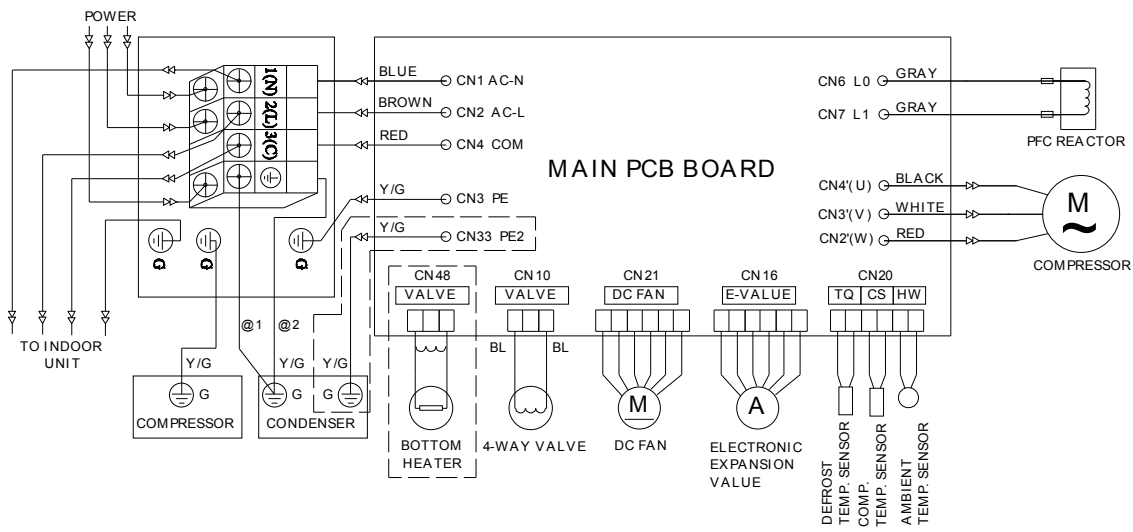 POWER
1(N) 2(L) 3(C)
BLUE
CN1 AC-N
BROWN
CN2 AC-L
RED
CN4 COM
Y/G
CN3 PE
Y/G
CN33 PE2
MAIN PCB BOARD
CN6 L0
GRAY
CN7 L1
GRAY
PFC REACTOR
CN4'(U)
BLACK
CN3'(V)
WHITE
CN2'(W)
RED
M
~
COMPRESSOR
G
G
G
CN48
VALVE
CN10
VALVE
CN21
DC FAN
CN16
E-VALUE
CN20
TQ CS HW
TO INDOOR
UNIT
@1
@2
Y/G
Y/G
Y/G
BL
BL
G
COMPRESSOR
G
G
CONDENSER
BOTTOM
HEATER
4-WAY VALVE
M
DC FAN
A
ELECTRONIC
EXPANSION
VALUE
DEFROST
TEMP. SENSOR
COMP.
TEMP. SENSOR
AMBIENT
TEMP. SENSOR